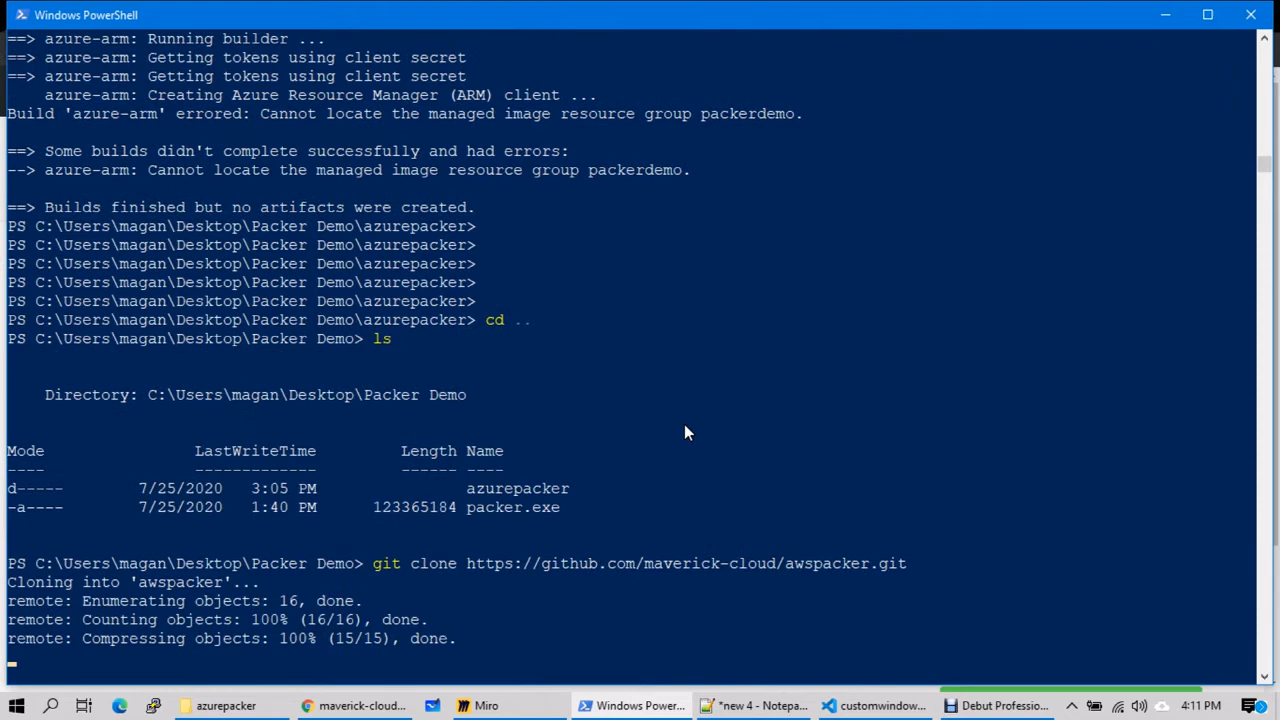 Windows PowerShell
==> azure-arm: Running builder ...
==> azure-arm: Getting tokens using client secret
==> azure-arm: Getting tokens using client secret
azure-arm: Creating Azure Resource Manager (ARM) client ...
Build 'azure-arm' errored: Cannot locate the managed image resource group packerdemo.
==> Some builds didn't complete successfully and had errors:
--> azure-arm: Cannot locate the managed image resource group packerdemo.
==> Builds finished but no artifacts were created.
PS C:\Users\magan\Desktop\Packer Demo\azurepacker>
PS C:\Users\magan\Desktop\Packer Demo\azurepacker>
PS C:\Users\magan\Desktop\Packer Demo\azurepacker>
PS C:\Users\magan\Desktop\Packer Demo\azurepacker>
PS C:\Users\magan\Desktop\Packer Demo\azurepacker>
PS C:\Users\magan\Desktop\Packer Demo\azurepacker> cd ..
PS C:\Users\magan\Desktop\Packer Demo> ls
Directory: C:\Users\magan\Desktop\Packer Demo
Mode LastWriteTime Length Name
---- ------------- ------ ----
d----- 7/25/2020 3:05 PM azurepacker
-a---- 7/25/2020 1:40 PM 123365184 packer.exe
PS C:\Users\magan\Desktop\Packer Demo> git clone https://github.com/maverick-cloud/awspacker.git
Cloning into 'awspacker'...
remote: Enumerating objects: 16, done.
remote: Counting objects: 100% (16/16), done.
remote: Compressing objects: 100% (15/15), done.
azurepacker maverick-cloud... Miro Windows Power... *new 4 - Notepa... customwindow... Debut Professio... 4:11 PM